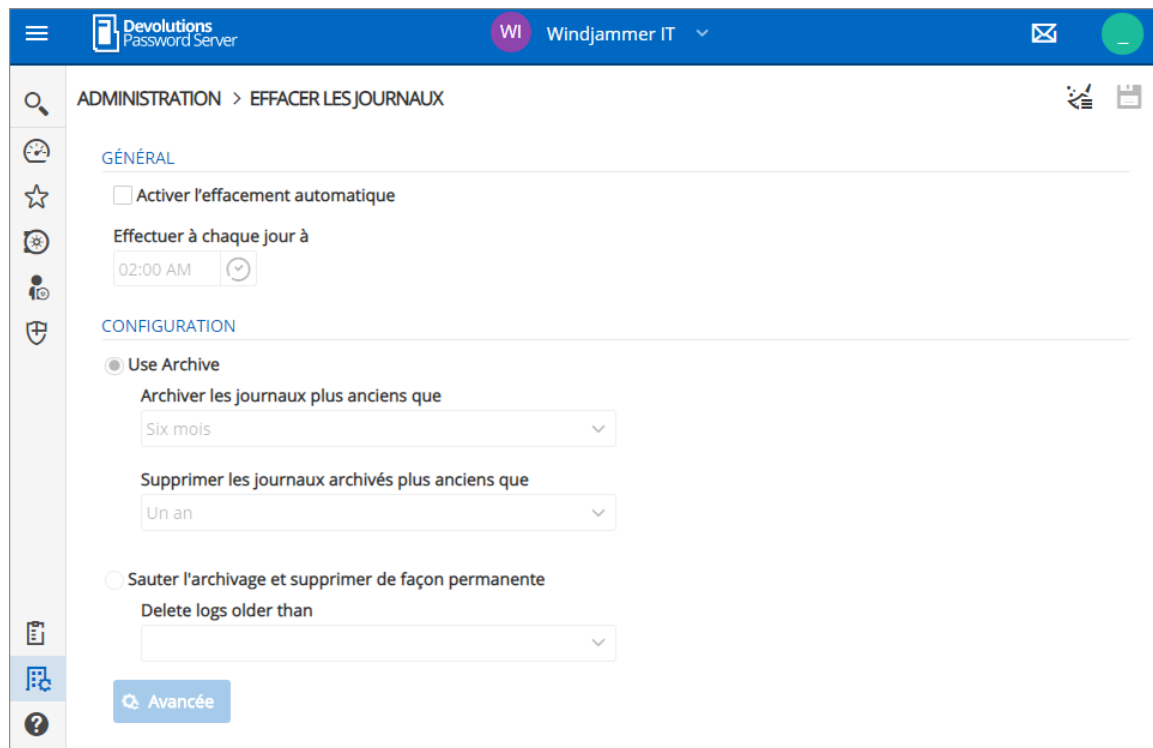 Devolutions
Password Server
WI Windjammer IT
ADMINISTRATION > EFFACER LES JOURNAUX
GÉNÉRAL
Activer l’effacement automatique
Effectuer à chaque jour à
02:00 AM
CONFIGURATION
Use Archive
Archiver les journaux plus anciens que
Six mois
Supprimer les journaux archivés plus anciens que
Un an
Sauter l'archivage et supprimer de façon permanente
Delete logs older than
Avancée